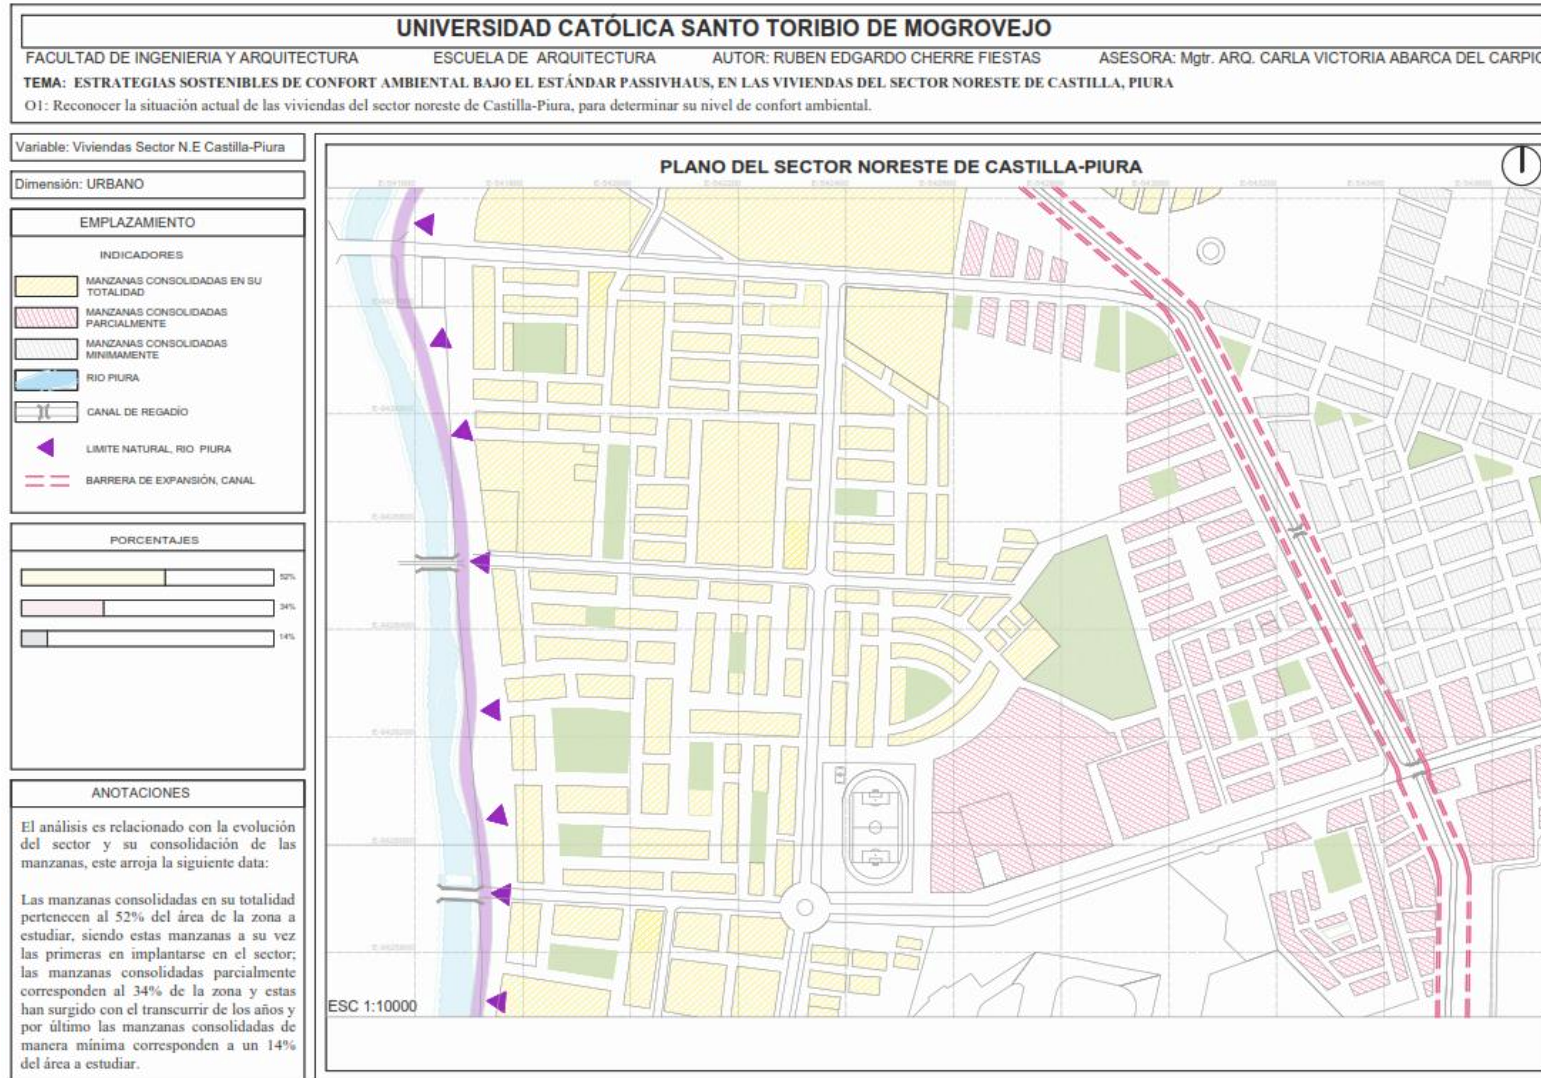 UNIVERSIDAD CATÓLICA SANTO TORIBIO DE MOGROVEJO
FACULTAD DE INGENIERIA Y ARQUITECTURA ESCUELA DE ARQUITECTURA AUTOR: RUBEN EDGARDO CHERRE FIESTAS ASESORA: Mgtr. ARQ. CARLA VICTORIA ABARCA DEL CARPIO
TEMA: ESTRATEGIAS SOSTENIBLES DE CONFORT AMBIENTAL BAJO EL ESTÁNDAR PASSIVHAUS, EN LAS VIVIENDAS DEL SECTOR NORESTE DE CASTILLA, PIURA
O1: Reconocer la situación actual de las viviendas del sector noreste de Castilla-Piura, para determinar su nivel de confort ambiental.
Variable: Viviendas Sector N.E Castilla-Piura
Dimensión: URBANO
EMPLAZAMIENTO
INDICADORES
MANZANAS CONSOLIDADAS EN SU
TOTALIDAD
MANZANAS CONSOLIDADAS
PARCIALMENTE
MANZANAS CONSOLIDADAS
MINIMAMENTE
RIO PIURA
CANAL DE REGADÍO
LIMITE NATURAL, RIO PIURA
BARRERA DE EXPANSIÓN, CANAL
PORCENTAJES
52%
34%
14%
ANOTACIONES
El análisis es relacionado con la evolución
del sector y su consolidación de las
manzanas, este arroja la siguiente data:
Las manzanas consolidadas en su totalidad
pertenecen al 52% del área de la zona a
estudiar, siendo estas manzanas a su vez
las primeras en implantarse en el sector;
las manzanas consolidadas parcialmente
corresponden al 34% de la zona y estas
han surgido con el transcurrir de los años y
por último las manzanas consolidadas de
manera mínima corresponden a un 14%
del área a estudiar.
PLANO DEL SECTOR NORESTE DE CASTILLA-PIURA
ESC 1:10000